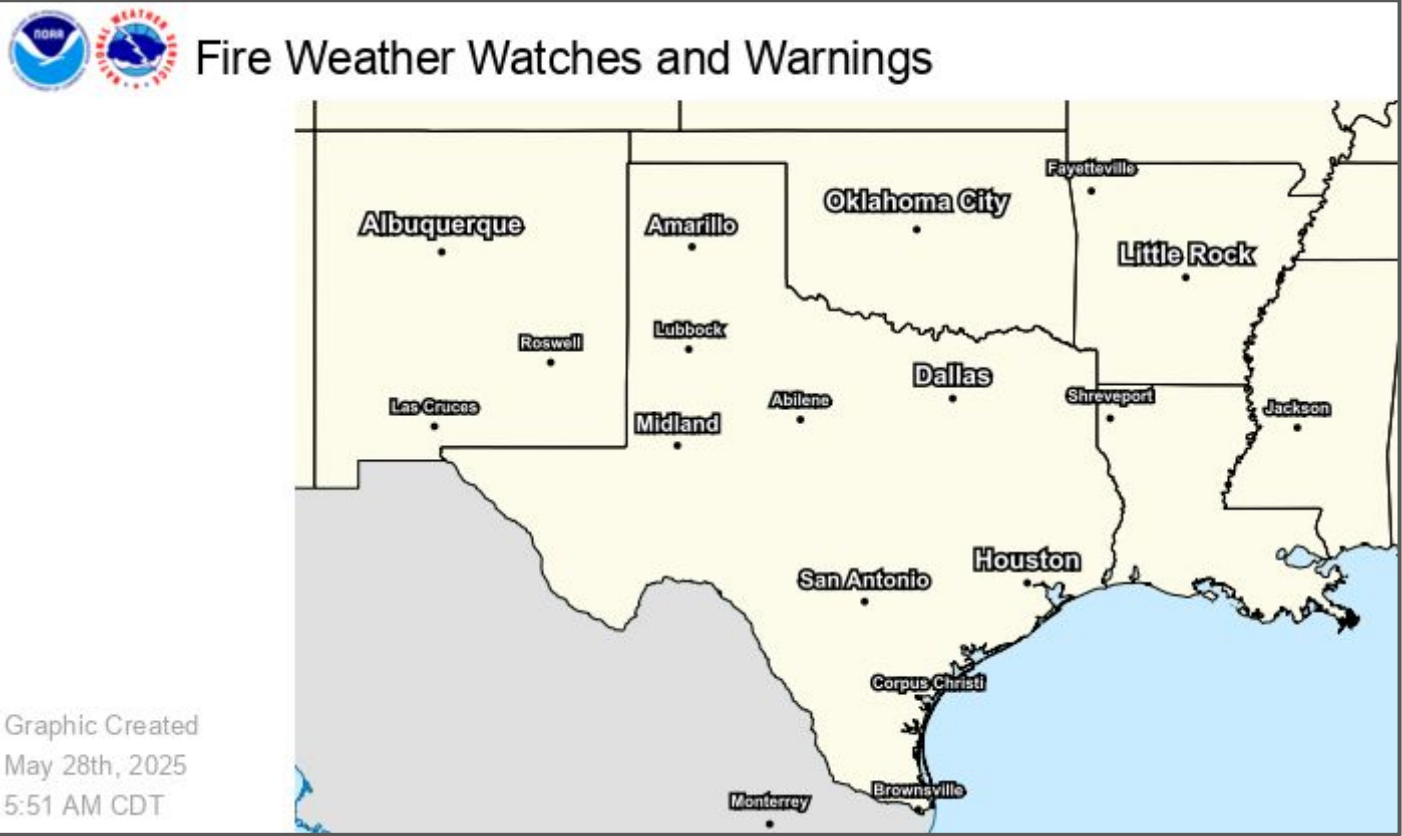 NOAA
NATIONAL WEATHER SERVICE
Fire Weather Watches and Warnings
Fayetteville
Oklahoma City
Albuquerque
Amarillo
Little Rock
Lubbock
Roswell
Dallas
Las Cruces
Abilene
Shreveport
Jackson
Midland
Houston
San Antonio
Corpus Christi
Graphic Created
May 28th, 2025
5:51 AM CDT
Brownsville
Monterrey